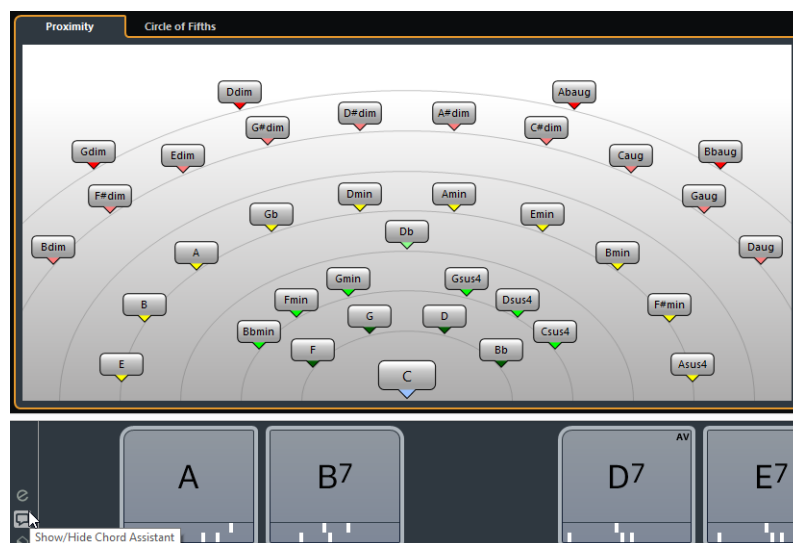 Proximity Circle of Fifths
Ddim Abaug
D#dim A#dim
G#dim C#dim
Gdim Edim Caug Bbaug
F#dim Dmin Amin Gaug
Gb Emin
Db
Bdim A Bmin Daug
Gmin Gsus4
Fmin Dsus4
B F#min
G D
Bbmin Csus4
F Bb
E C Asus4
AV
A B7 D7 E7
Show/Hide Chord Assistant